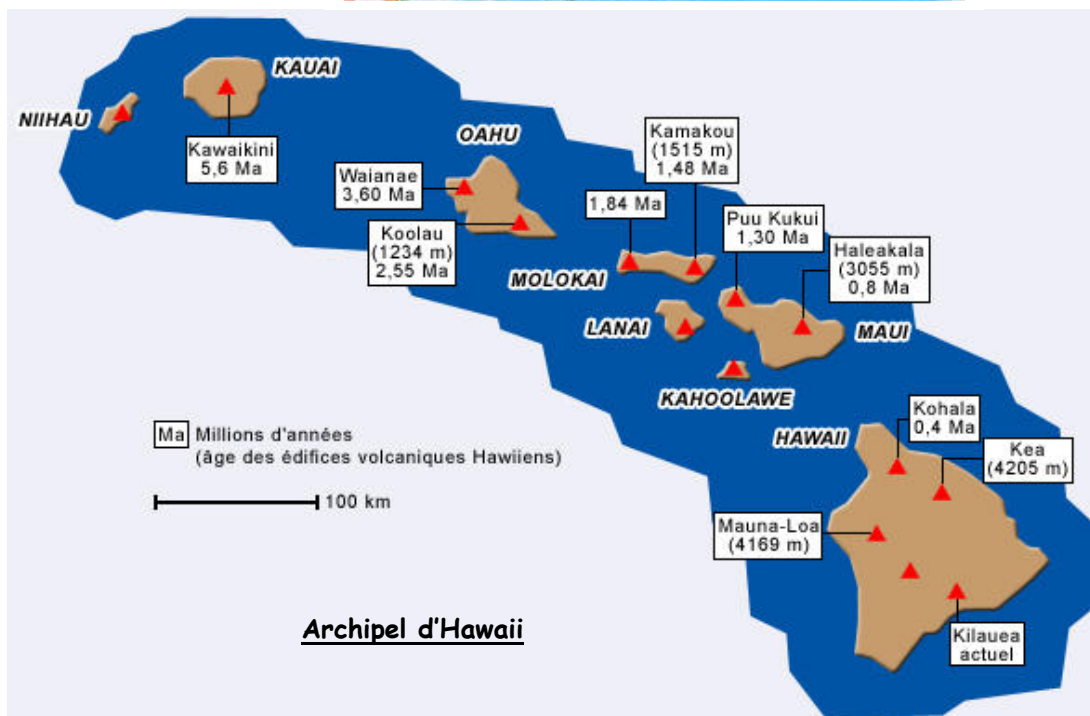 KAUAI
NIIHAU
Kawaikini
5,6 Ma
OAHU
Waianae
3,60 Ma
Koolau
(1234 m)
2,55 Ma
Kamakou
(1515 m)
1,48 Ma
1,84 Ma
MOLOKAI
Puu Kukui
1,30 Ma
Haleakala
(3055 m)
0,8 Ma
LANAI
MAUI
KAHOOLAWE
Ma Millions d'années
(âge des édifices volcaniques Hawiiens)
100 km
HAWAII
Kohala
0,4 Ma
Kea
(4205 m)
Mauna-Loa
(4169 m)
Kilauea
actuel
Archipel d'Hawaii